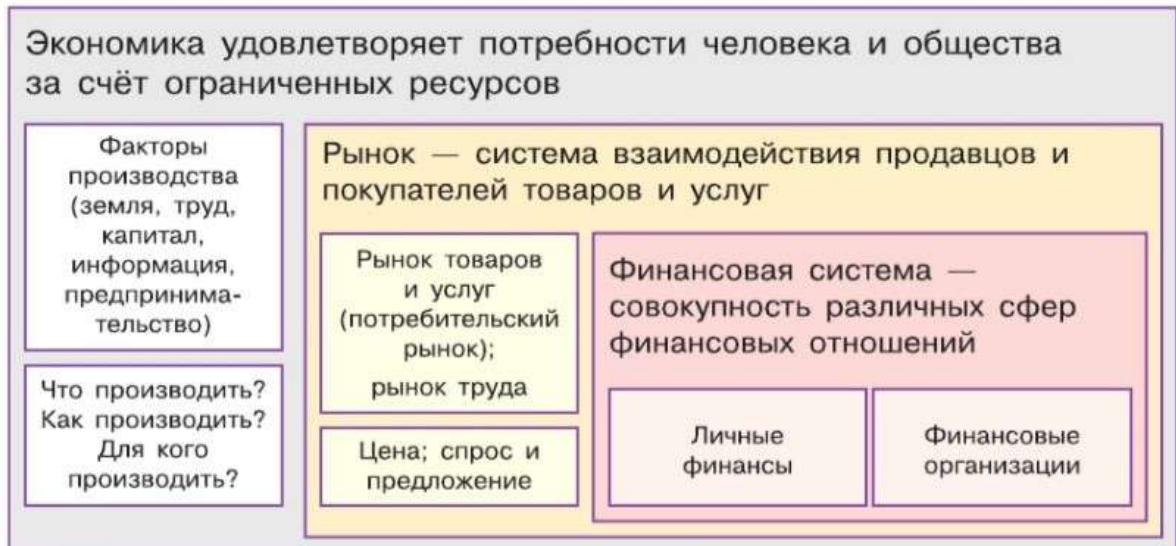 Экономика удовлетворяет потребности человека и общества
за счёт ограниченных ресурсов
Факторы
производства
(земля, труд,
капитал,
информация,
предпринима-
тельство)
Что производить?
Как производить?
Для кого
производить?
Рынок — система взаимодействия продавцов и
покупателей товаров и услуг
Рынок товаров
и услуг
(потребительский
рынок);
рынок труда
Цена; спрос и
предложение
Финансовая система —
совокупность различных сфер
финансовых отношений
Личные
финансы
Финансовые
организации